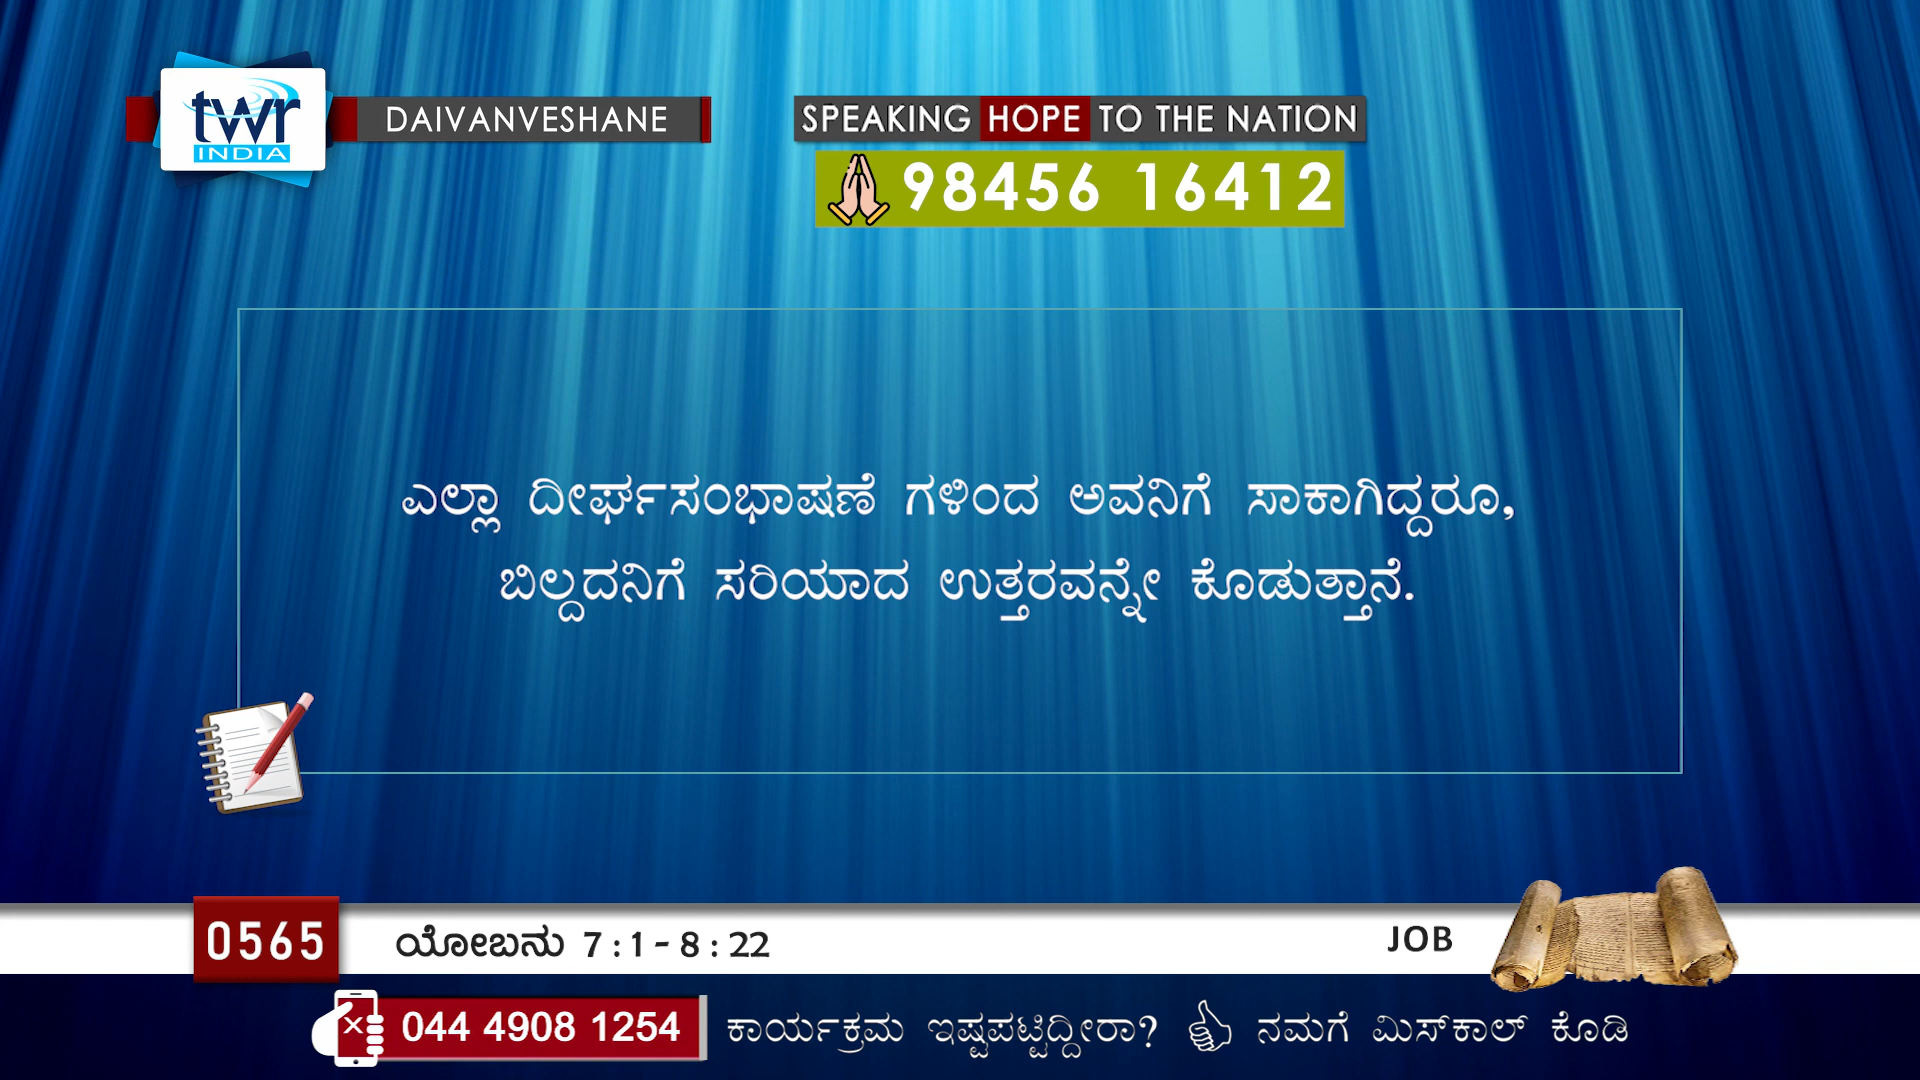 twr
INDIA
DAIVANVESHANE
SPEAKING HOPE TO THE NATION
98456 16412
ಎಲ್ಲಾ ದೀರ್ಘಸಂಭಾಷಣೆ ಗಳಿಂದ ಅವನಿಗೆ ಸಾಕಾಗಿದ್ದರೂ,
ಬಿಲ್ದದನಿಗೆ ಸರಿಯಾದ ಉತ್ತರವನ್ನೇ ಕೊಡುತ್ತಾನೆ.
0565
ಯೋಬನು 7 : 1 - 8 : 22
JOB
044 4908 1254
ಕಾರ್ಯಕ್ರಮ ಇಷ್ಟಪಟ್ಟಿದ್ದೀರಾ? ನಮಗೆ ಮಿಸ್‌ಕಾಲ್ ಕೊಡಿ